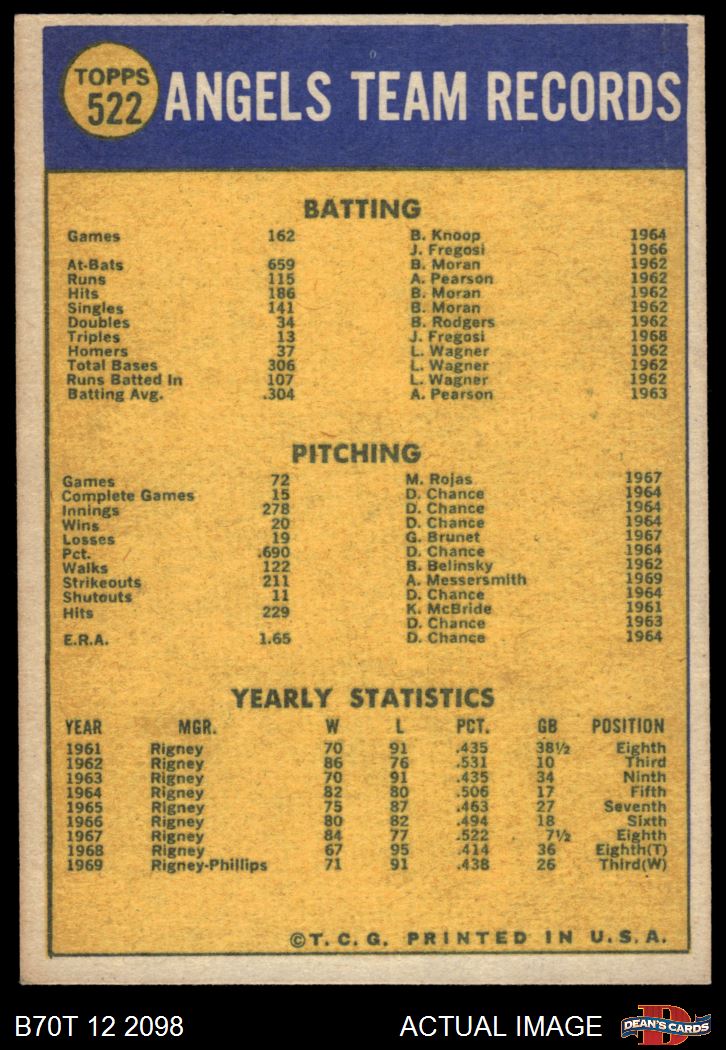 TOPPS
522
ANGELS TEAM RECORDS
BATTING
Games 162 B. Knoop 1964
J. Fregosi 1966
At-Bats 659 B. Moran 1962
Runs 115 A. Pearson 1962
Hits 186 B. Moran 1962
Singles 141 B. Moran 1962
Doubles 34 B. Rodgers 1962
Triples 13 J. Fregosi 1968
Homers 37 L. Wagner 1962
Total Bases 306 L. Wagner 1962
Runs Batted In 107 L. Wagner 1962
Batting Avg. .304 A. Pearson 1963
PITCHING
Games 72 M. Rojas 1967
Complete Games 15 D. Chance 1964
Innings 278 D. Chance 1964
Wins 20 D. Chance 1964
Losses 19 G. Brunet 1967
Pct. .690 D. Chance 1964
Walks 122 B. Belinsky 1962
Strikeouts 211 A. Messersmith 1969
Shutouts 11 D. Chance 1964
Hits 229 K. McBride 1961
D. Chance 1963
E.R.A. 1.65 D. Chance 1964
YEARLY STATISTICS
YEAR MGR. W L PCT. GB POSITION
1961 Rigney 70 91 .435 38½ Eighth
1962 Rigney 86 76 .531 10 Third
1963 Rigney 70 91 .435 34 Ninth
1964 Rigney 82 80 .506 17 Fifth
1965 Rigney 75 87 .463 27 Seventh
1966 Rigney 80 82 .494 18 Sixth
1967 Rigney 84 77 .522 7½ Eighth
1968 Rigney 67 95 .414 36 Eighth(T)
1969 Rigney-Phillips 71 91 .438 26 Third(W)
©T. C. G. PRINTED IN U.S.A.
B70T 12 2098 ACTUAL IMAGE
D
DEAN'S CARDS